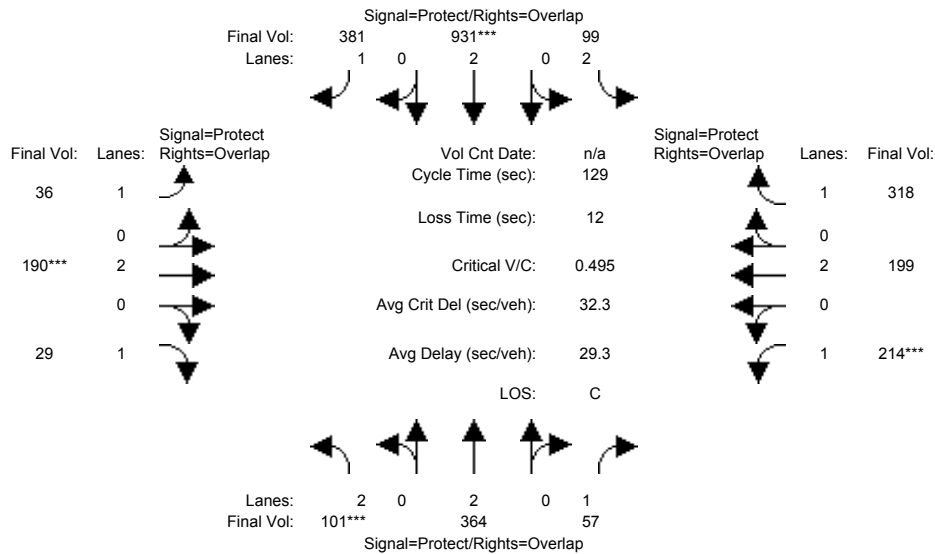 Signal=Protect/Rights=Overlap
Final Vol: 381 931*** 99
Lanes: 1 0 2 0 2
Signal=Protect Signal=Protect
Final Vol: Lanes: Rights=Overlap Vol Cnt Date: n/a Rights=Overlap Lanes: Final Vol:
Cycle Time (sec): 129
36 1 1 318
Loss Time (sec): 12
0 0
190*** 2 Critical V/C: 0.495 2 199
0 Avg Crit Del (sec/veh): 32.3 0
29 1 Avg Delay (sec/veh): 29.3 1 214***
LOS: C
Lanes: 2 0 2 0 1
Final Vol: 101*** 364 57
Signal=Protect/Rights=Overlap